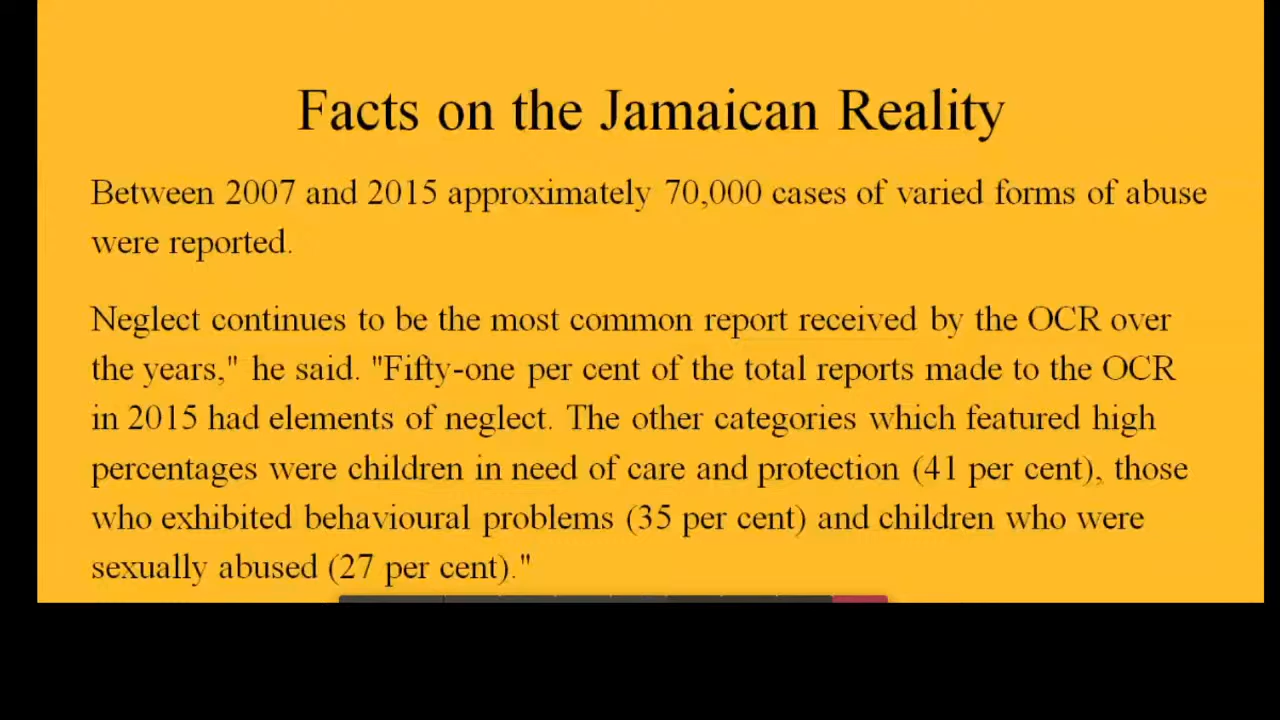 Facts on the Jamaican Reality
Between 2007 and 2015 approximately 70,000 cases of varied forms of abuse
were reported.
Neglect continues to be the most common report received by the OCR over
the years," he said. "Fifty-one per cent of the total reports made to the OCR
in 2015 had elements of neglect. The other categories which featured high
percentages were children in need of care and protection (41 per cent), those
who exhibited behavioural problems (35 per cent) and children who were
sexually abused (27 per cent)."